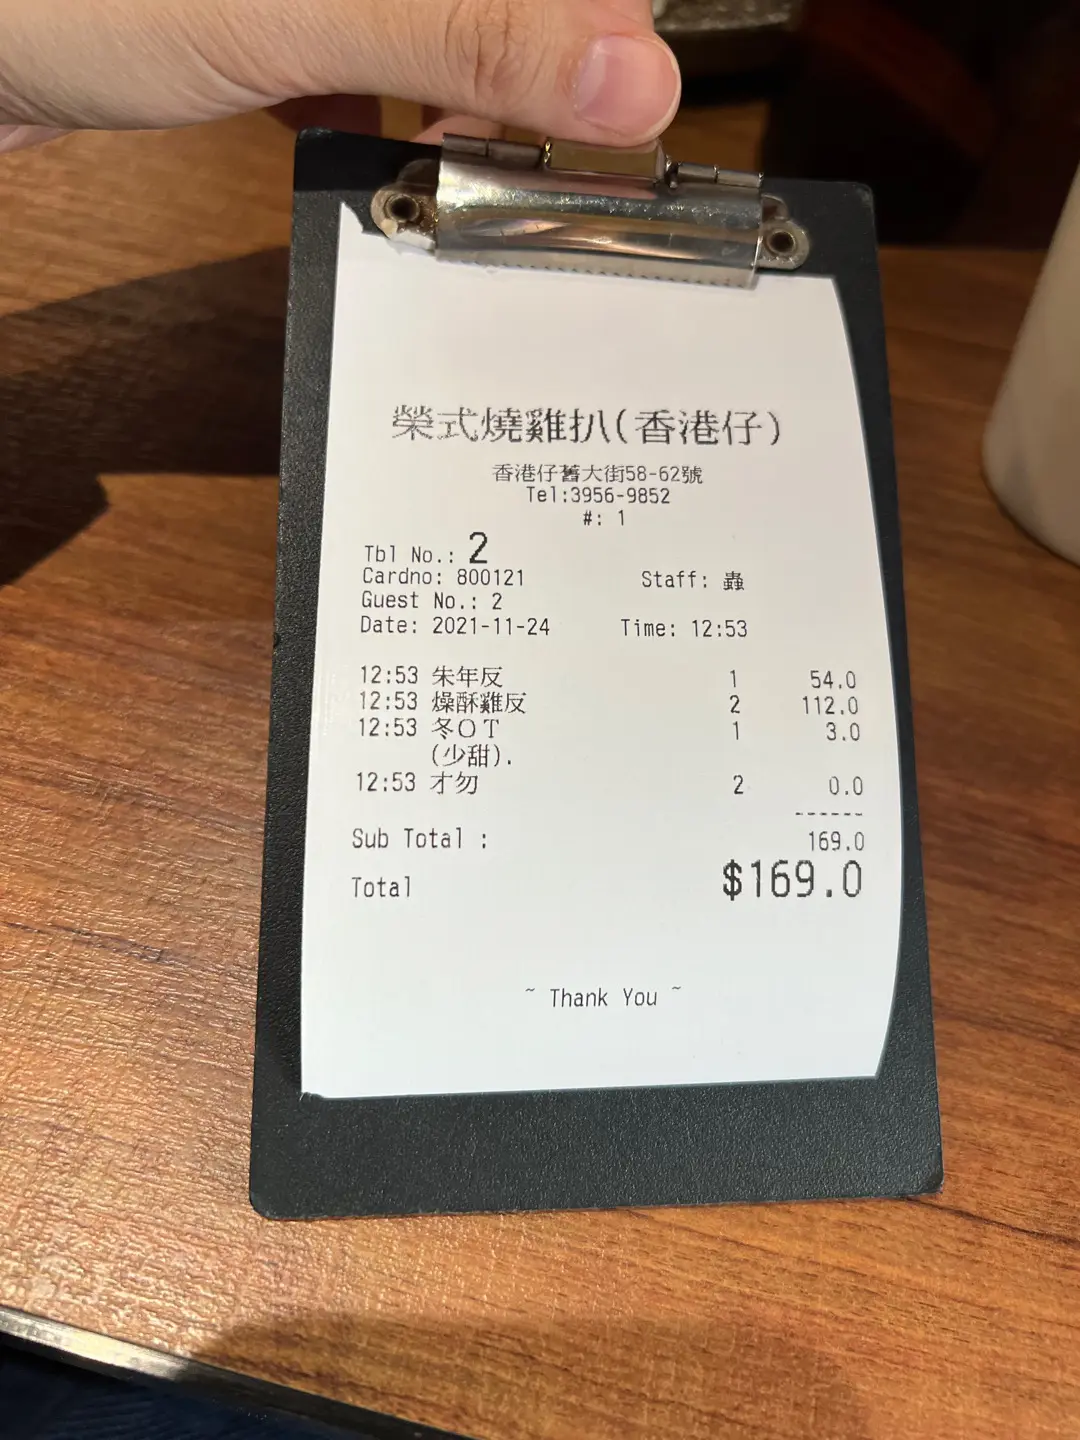 榮式燒雞扒(香港仔)
香港仔舊大街58-62號
Tel:3956-9852
#: 1
Tbl No.: 2
Cardno: 800121 Staff: 蟲
Guest No.: 2
Date: 2021-11-24 Time: 12:53
12:53 朱年反 1 54.0
12:53 燥酥雞反 2 112.0
12:53 冬OT 1 3.0
(少甜).
12:53 才勿 2 0.0
------
Sub Total : 169.0
Total $169.0
~ Thank You ~